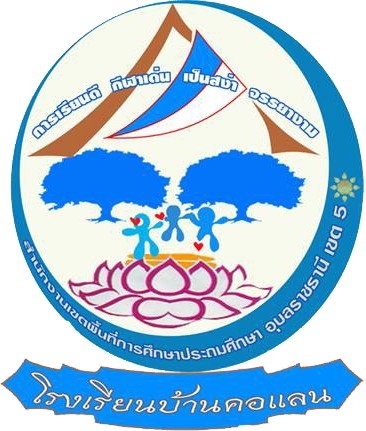 การเรียนดี กีฬาเด่น เป็นสง่า จรรยางาม
สำนักงานเขตพื้นที่การศึกษาประถมศึกษา อุบลราชธานี เขต 5
โรงเรียนบ้านคอแลน